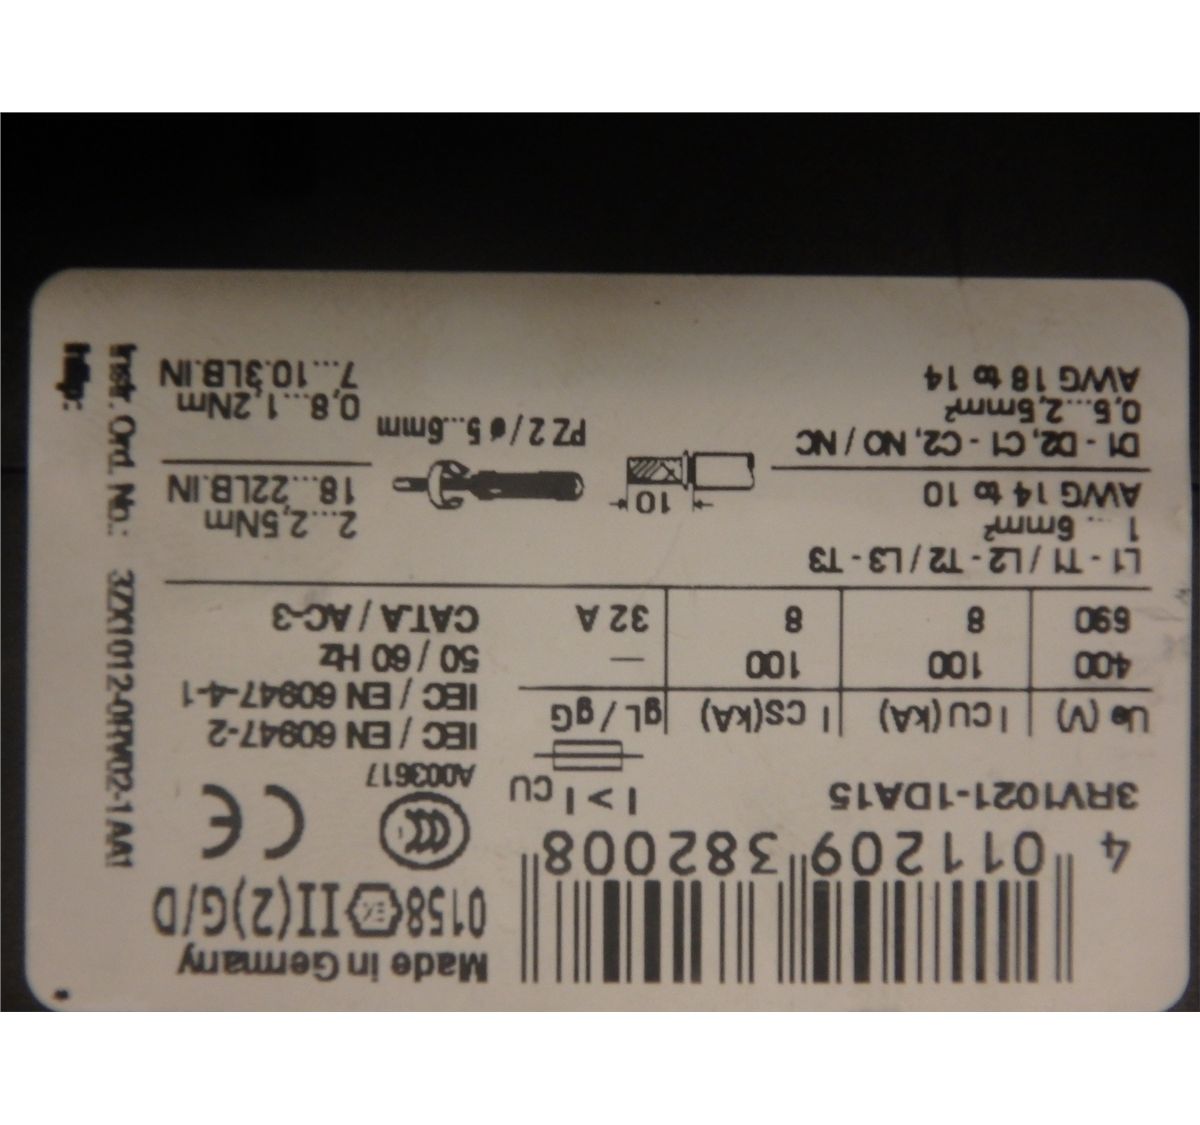 Made in Germany
0158 Ex II(2)G/D
4 011209 382008
CCC
CE
A003617
3RV1021-1DA15
I > I CU
IEC / EN 60947-2
IEC / EN 60947-4-1
50 / 60 Hz
CAT A / AC-3
Ue (V) I CU (kA) I CS(kA) gL / gG
400 100 100 —
690 8 8 32 A
L1 - T1 / L2 - T2 / L3 - T3
1 ... 6mm²
AWG 14 to 10
D1 - D2, C1 - C2, NO / NC
0,5...2,5mm²
AWG 18 to 14
10
PZ 2 / ø 5...6mm
2...2,5Nm
18...22LB.IN
0,8...1,2Nm
7...10.3LB.IN
Instr. Ord. No.: 3ZX1012-0RV02-1AA1
http: